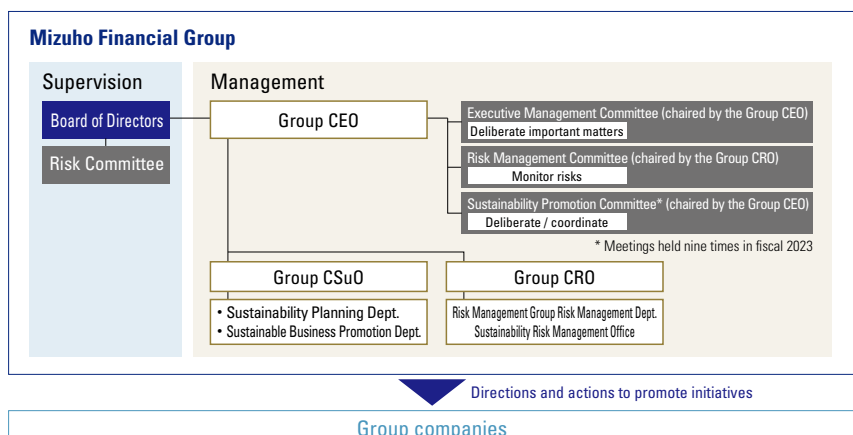 Mizuho Financial Group
Supervision
Management
Board of Directors
Risk Committee
Group CEO
Executive Management Committee (chaired by the Group CEO)
Deliberate important matters
Risk Management Committee (chaired by the Group CRO)
Monitor risks
Sustainability Promotion Committee* (chaired by the Group CEO)
Deliberate / coordinate
* Meetings held nine times in fiscal 2023
Group CSuO
• Sustainability Planning Dept.
• Sustainable Business Promotion Dept.
Group CRO
Risk Management Group Risk Management Dept.
Sustainability Risk Management Office
Directions and actions to promote initiatives
Group companies